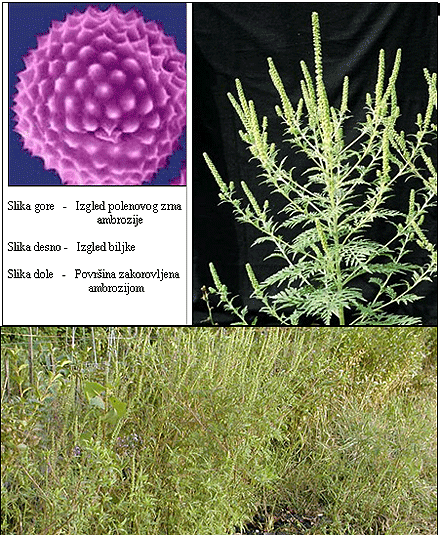 Slika gore - Izgled polenovog zrna
ambrozije
Slika desno - Izgled biljke
Slika dole - Površina zakorovljena
ambrozijom